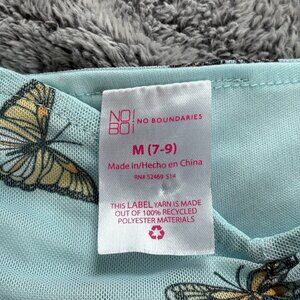 NO!
BO! NO BOUNDARIES
M (7-9)
Made in/Hecho en China
RN# 52469 S14
THIS LABEL YARN IS MADE
OUT OF 100% RECYCLED
POLYESTER MATERIALS